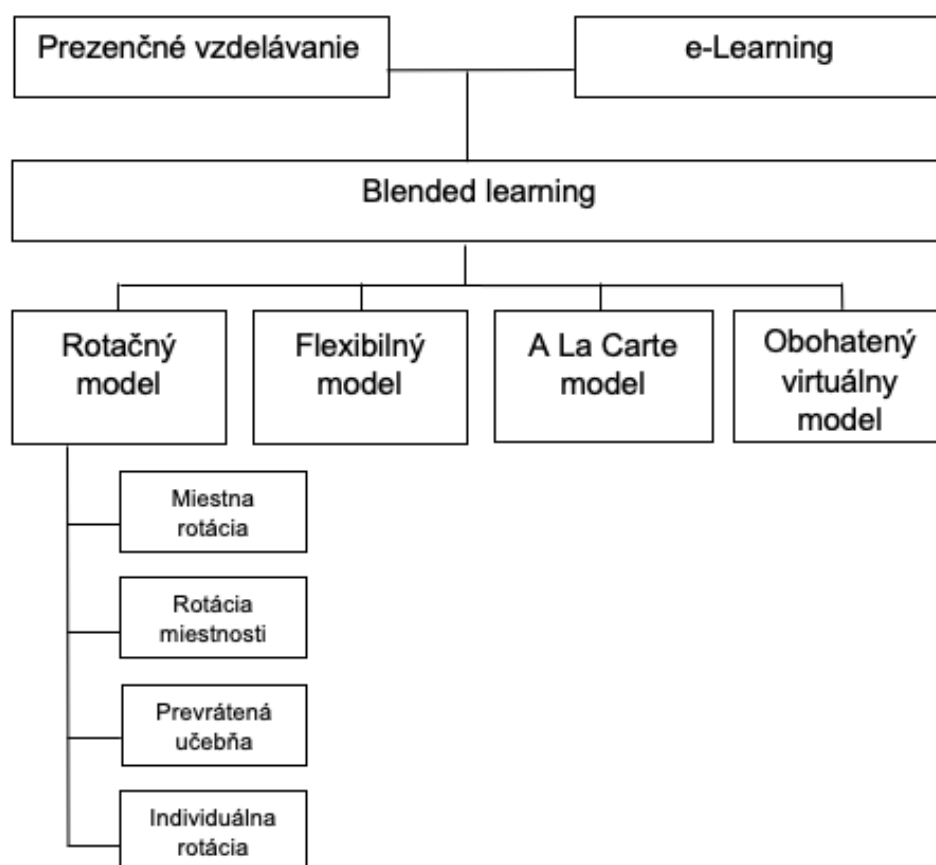 Prezenčné vzdelávanie
e-Learning
Blended learning
Rotačný
model
Flexibilný
model
A La Carte
model
Obohatený
virtuálny
model
Miestna
rotácia
Rotácia
miestnosti
Prevrátená
učebňa
Individuálna
rotácia